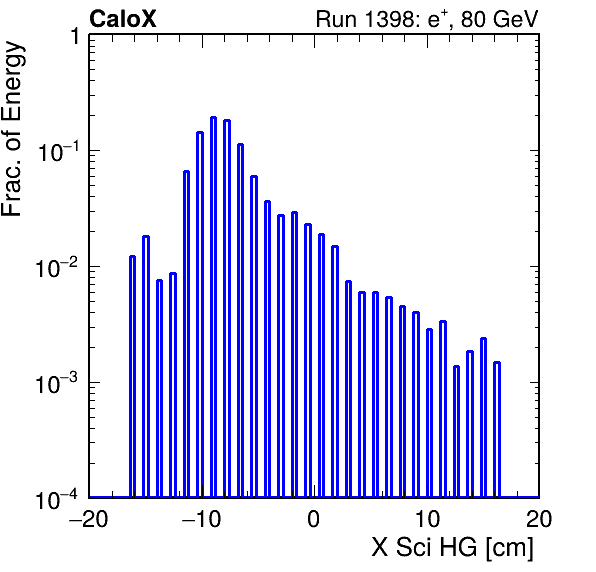 CaloX Run 1398: e⁺, 80 GeV
Frac. of Energy
1
10⁻¹
10⁻²
10⁻³
10⁻⁴
−20 −10 0 10 20
X Sci HG [cm]